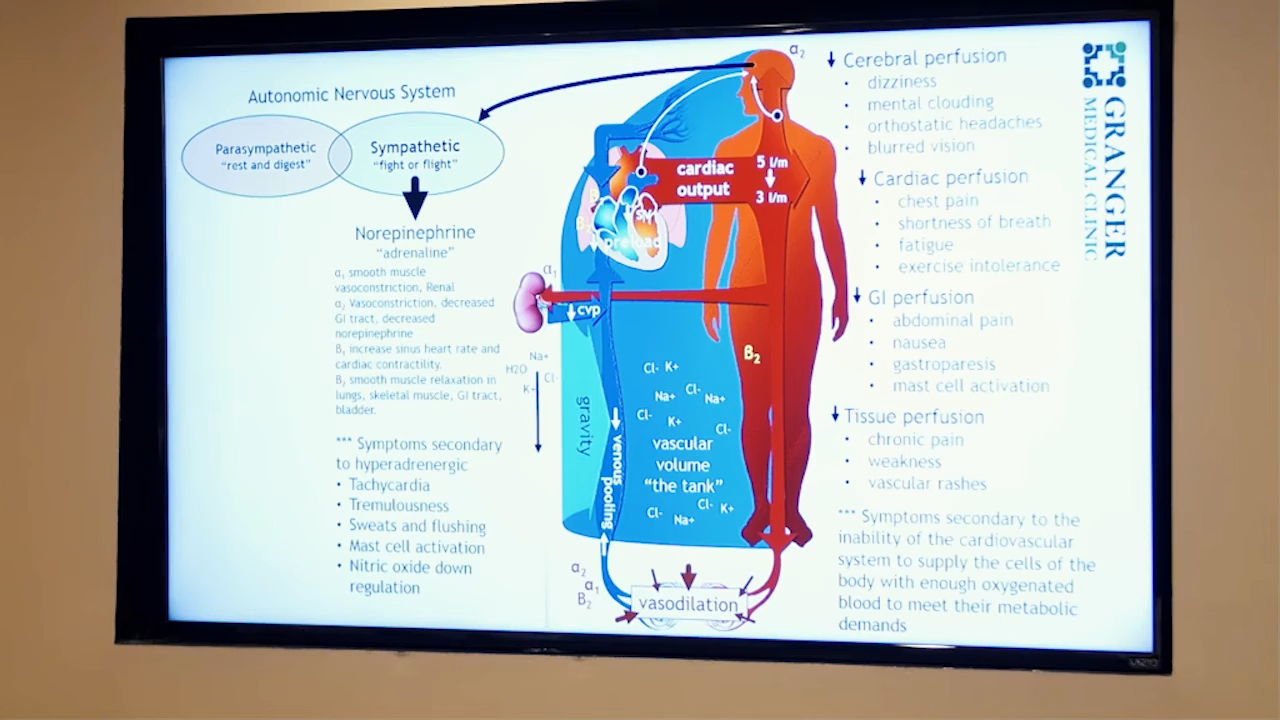 Autonomic Nervous System
Parasympathetic
"rest and digest"
Sympathetic
"fight or flight"
Norepinephrine
"adrenaline"
α₁ smooth muscle
vasoconstriction, Renal
α₂ Vasoconstriction, decreased
GI tract, decreased
norepinephrine
B₁ increase sinus heart rate and
cardiac contractility.
B₂ smooth muscle relaxation in
lungs, skeletal muscle, GI tract,
bladder.
*** Symptoms secondary
to hyperadrenergic
• Tachycardia
• Tremulousness
• Sweats and flushing
• Mast cell activation
• Nitric oxide down
regulation
α₂
cardiac
output
5 l/m
3 l/m
SN
preload
α₁
cvp
B₂
Na+
H2O
Cl-
K+
gravity
venous
pooling
Cl- K+
Na+
Cl-
Na+
Cl-
K+
Cl-
vascular
volume
"the tank"
Cl-
Na+
Cl-
K+
α₂
α₁
B₂
vasodilation
Cerebral perfusion
• dizziness
• mental clouding
• orthostatic headaches
• blurred vision
Cardiac perfusion
• chest pain
• shortness of breath
• fatigue
• exercise intolerance
GI perfusion
• abdominal pain
• nausea
• gastroparesis
• mast cell activation
Tissue perfusion
• chronic pain
• weakness
• vascular rashes
*** Symptoms secondary to the
inability of the cardiovascular
system to supply the cells of the
body with enough oxygenated
blood to meet their metabolic
demands
GRANGER
MEDICAL CLINIC